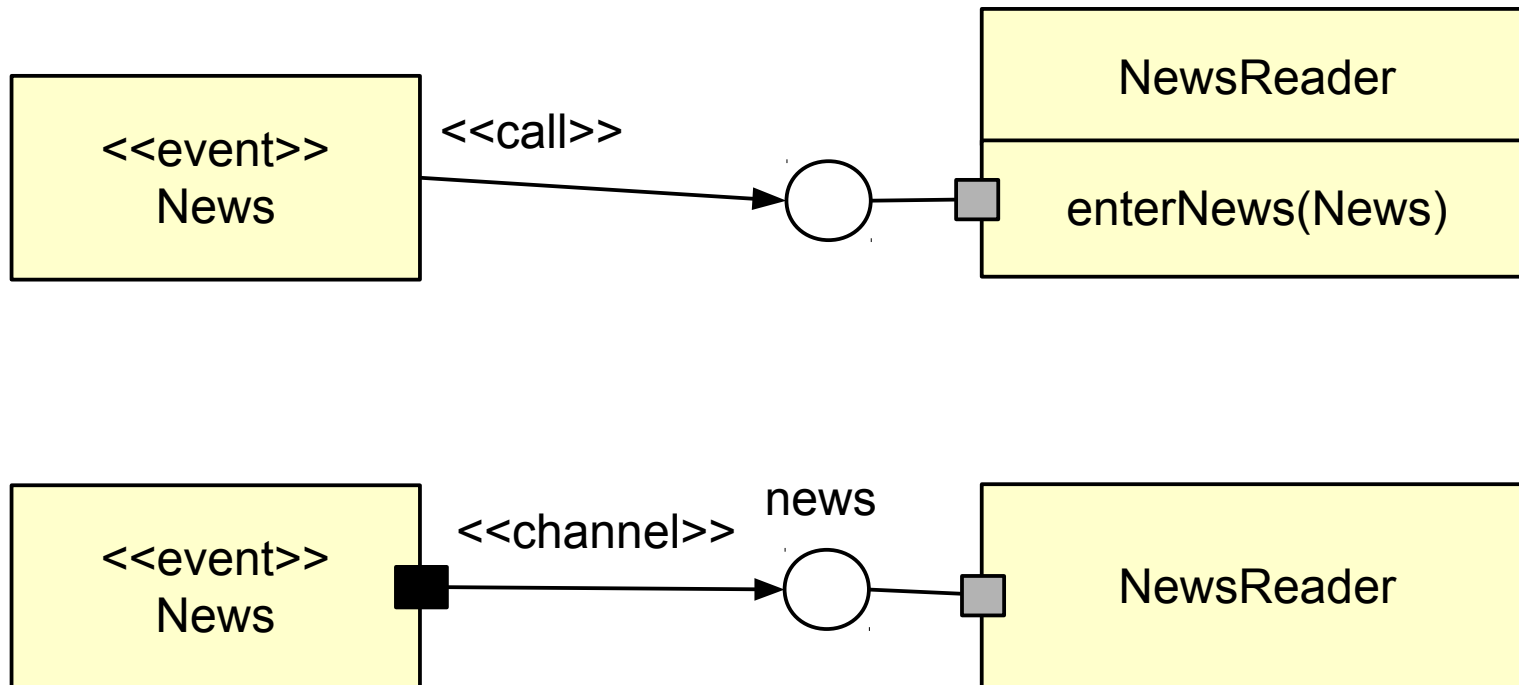 <<event>>
News
<<call>>
NewsReader
enterNews(News)
<<event>>
News
<<channel>>
news
NewsReader